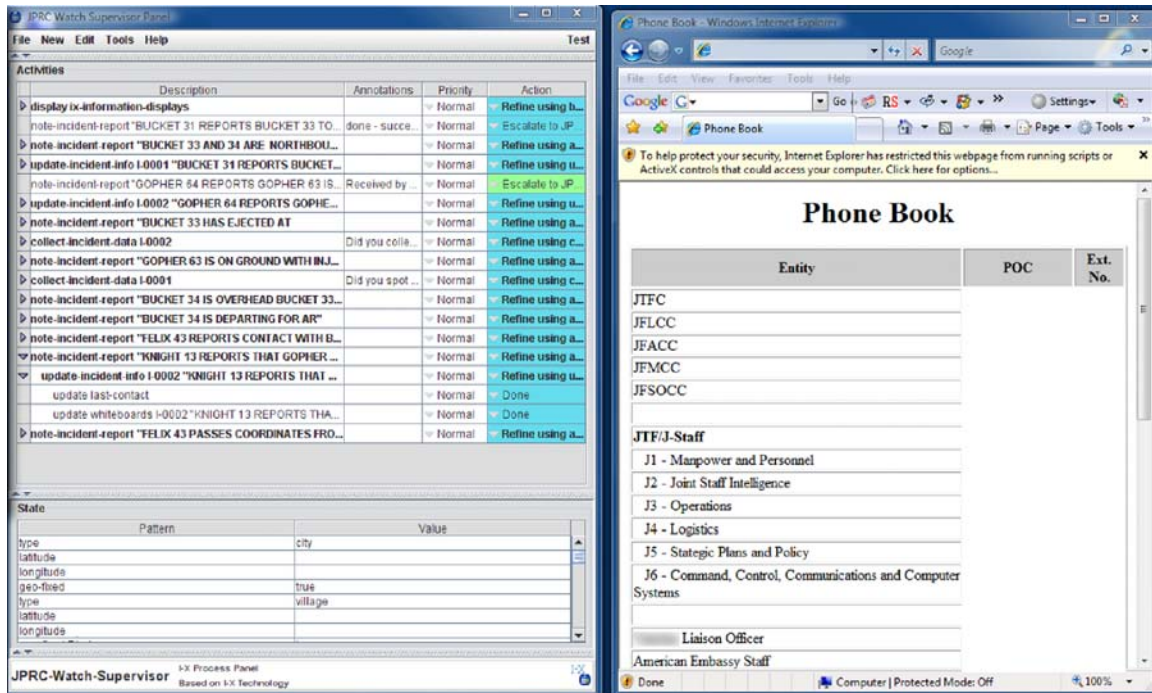 JPRC Watch Supervisor Panel
File New Edit Tools Help Test
Activities
Description Annotations Priority Action
display ix-information-displays Normal Refine using b...
note-incident-report "BUCKET 31 REPORTS BUCKET 33 TO... done - succe... Normal Escalate to JP...
note-incident-report "BUCKET 33 AND 34 ARE NORTHBOU... Normal Refine using a...
update-incident-info I-0001 "BUCKET 31 REPORTS BUCKET... Normal Refine using u...
note-incident-report "GOPHER 64 REPORTS GOPHER 63 IS... Received by ... Normal Escalate to JP...
update-incident-info I-0002 "GOPHER 64 REPORTS GOPHE... Normal Refine using u...
note-incident-report "BUCKET 33 HAS EJECTED AT Normal Refine using a...
collect-incident-data I-0002 Did you colle... Normal Refine using c...
note-incident-report "GOPHER 63 IS ON GROUND WITH INJ... Normal Refine using a...
collect-incident-data I-0001 Did you spot ... Normal Refine using c...
note-incident-report "BUCKET 34 IS OVERHEAD BUCKET 33... Normal Refine using a...
note-incident-report "BUCKET 34 IS DEPARTING FOR AR" Normal Refine using a...
note-incident-report "FELIX 43 REPORTS CONTACT WITH B... Normal Refine using a...
note-incident-report "KNIGHT 13 REPORTS THAT GOPHER ... Normal Refine using a...
update-incident-info I-0002 "KNIGHT 13 REPORTS THAT ... Normal Refine using u...
update last-contact Normal Done
update whiteboards I-0002 "KNIGHT 13 REPORTS THA... Normal Done
note-incident-report "FELIX 43 PASSES COORDINATES FRO... Normal Refine using a...
State
Pattern Value
type city
latitude
longitude
geo-fixed true
type village
latitude
longitude
JPRC-Watch-Supervisor
I-X Process Panel
Based on I-X Technology
Phone Book - Windows Internet Explorer
Google
File Edit View Favorites Tools Help
Google G Go RS Settings
Phone Book Page Tools
To help protect your security, Internet Explorer has restricted this webpage from running scripts or
ActiveX controls that could access your computer. Click here for options...
Phone Book
Entity POC Ext. No.
JTFC
JFLCC
JFACC
JFMCC
JFSOCC
JTF/J-Staff
J1 - Manpower and Personnel
J2 - Joint Staff Intelligence
J3 - Operations
J4 - Logistics
J5 - Stategic Plans and Policy
J6 - Command, Control, Communications and Computer
Systems
Liaison Officer
American Embassy Staff
Done Computer | Protected Mode: Off 100%